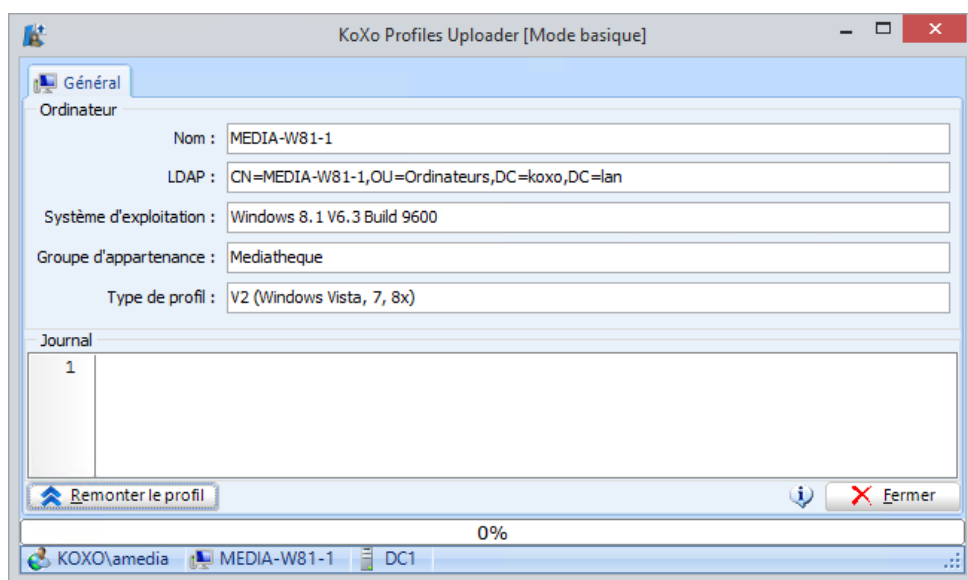 KoXo Profiles Uploader [Mode basique]
Général
Ordinateur
Nom : MEDIA-W81-1
LDAP : CN=MEDIA-W81-1,OU=Ordinateurs,DC=koxo,DC=lan
Système d'exploitation : Windows 8.1 V6.3 Build 9600
Groupe d'appartenance : Mediatheque
Type de profil : V2 (Windows Vista, 7, 8x)
Journal
1
Remonter le profil Fermer
0%
KOXO\amedia MEDIA-W81-1 DC1